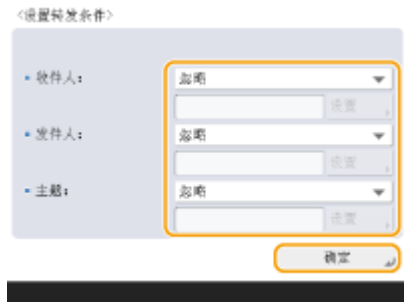 <设置转发条件>
▪ 收件人:
忽略
设置
▪ 发件人:
忽略
设置
▪ 主题:
忽略
设置
确定